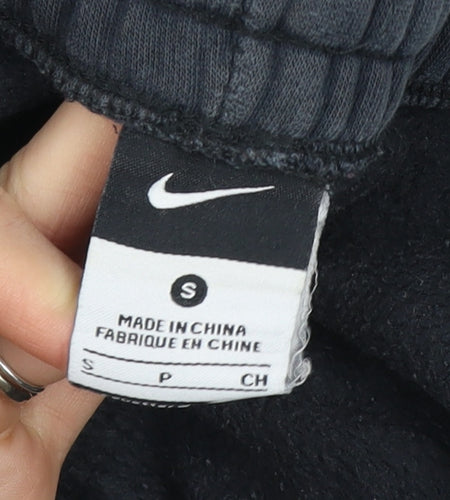 S
MADE IN CHINA
FABRIQUE EN CHINE
S P CH